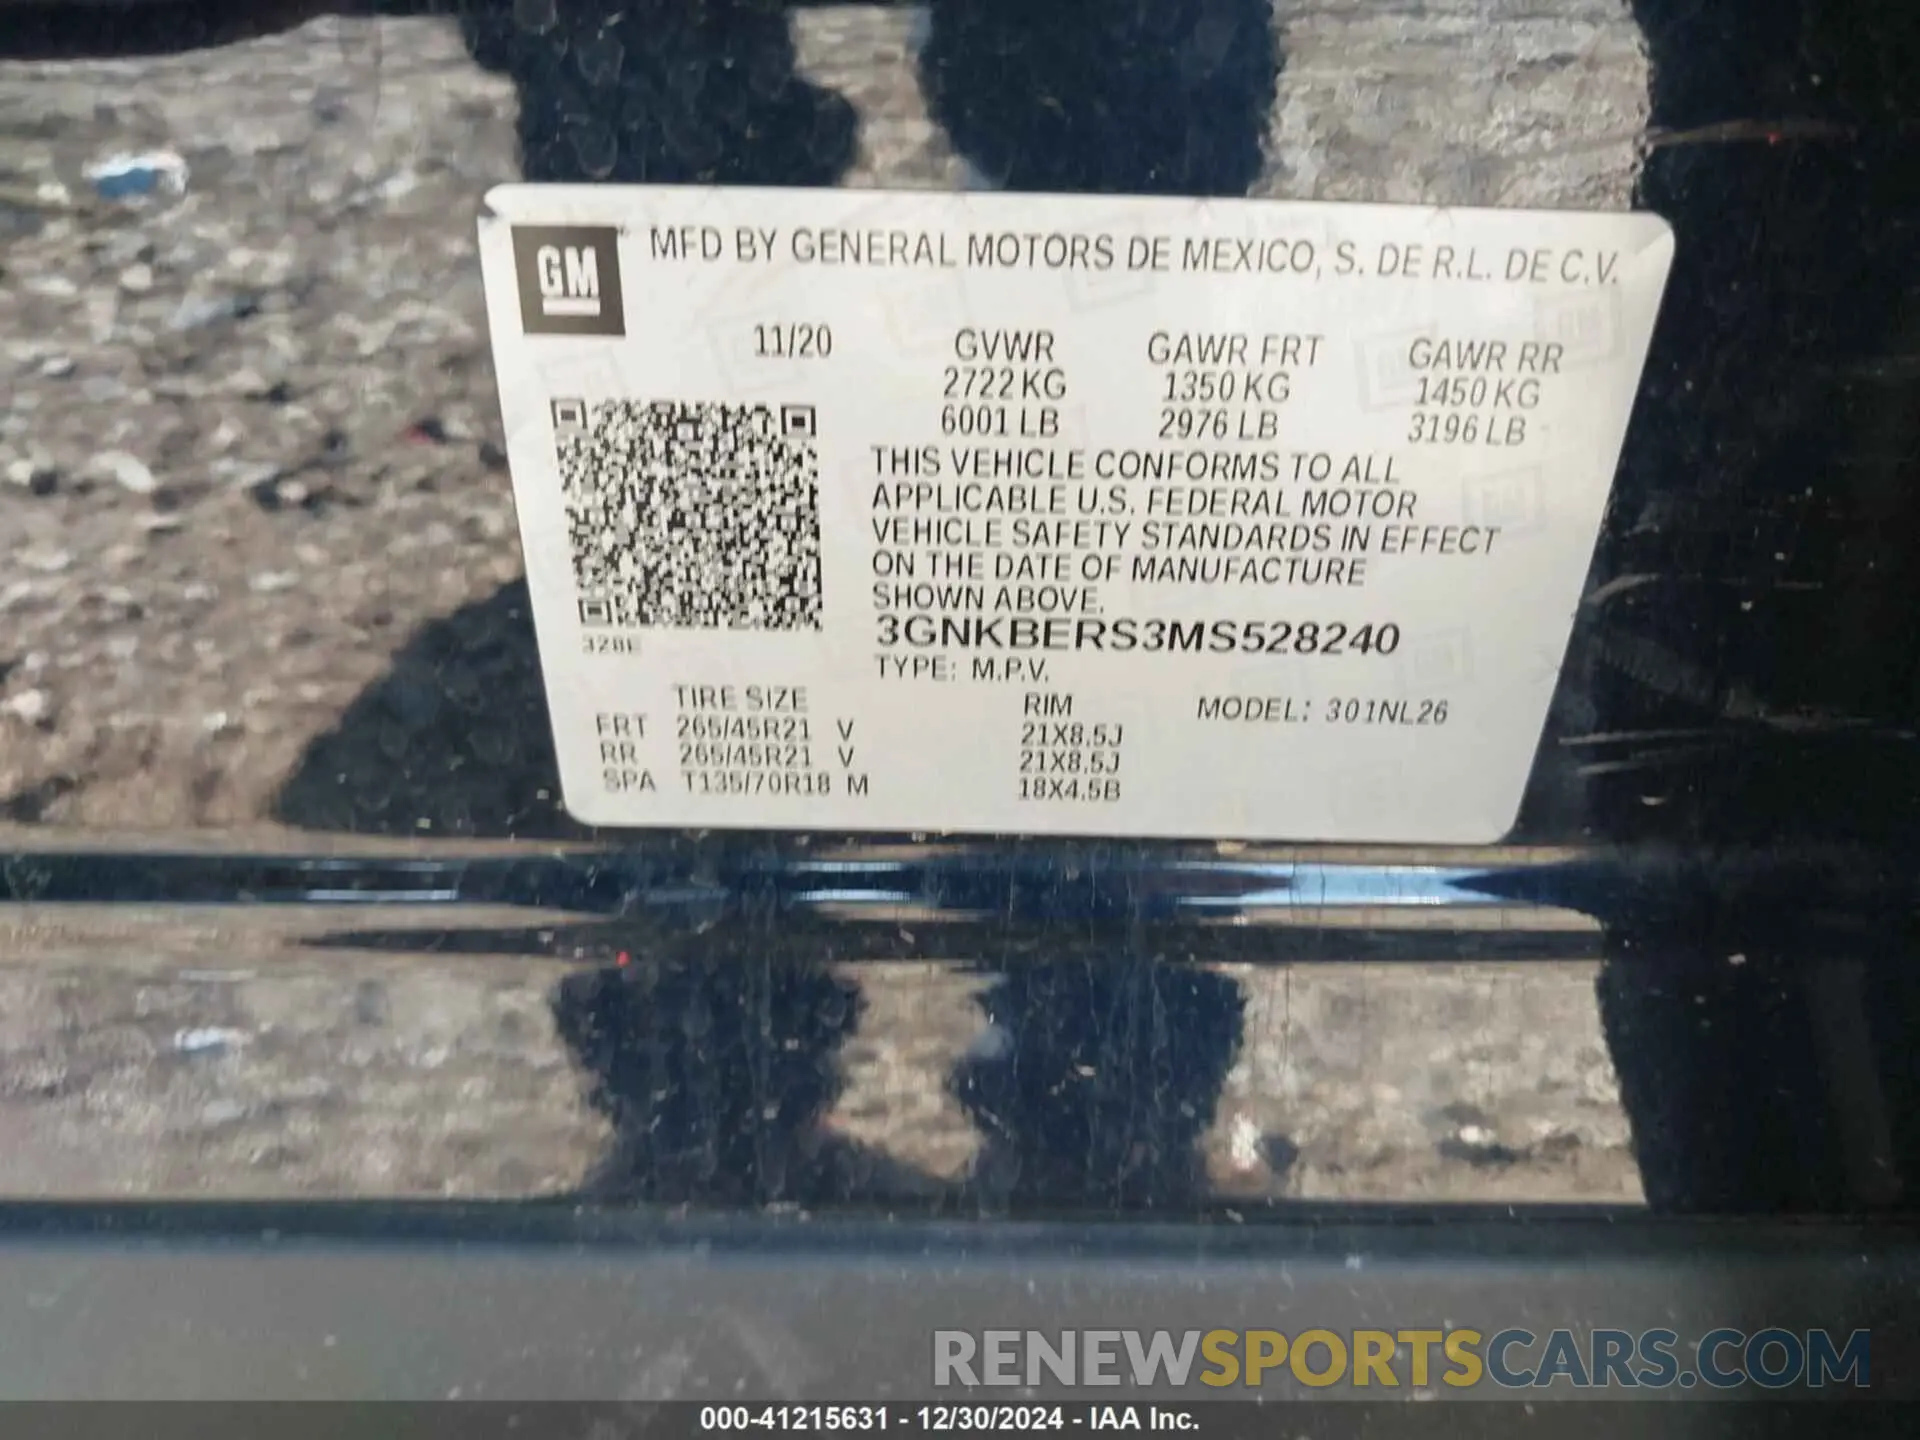 GM MFD BY GENERAL MOTORS DE MEXICO, S. DE R.L. DE C.V.
11/20 GVWR GAWR FRT GAWR RR
2722 KG 1350 KG 1450 KG
6001 LB 2976 LB 3196 LB
THIS VEHICLE CONFORMS TO ALL
APPLICABLE U.S. FEDERAL MOTOR
VEHICLE SAFETY STANDARDS IN EFFECT
ON THE DATE OF MANUFACTURE
SHOWN ABOVE.
3GNKBERS3MS528240
328E
TYPE: M.P.V.
TIRE SIZE RIM MODEL: 301NL26
FRT 265/45R21 V 21X8.5J
RR 265/45R21 V 21X8.5J
SPA T135/70R18 M 18X4.5B
RENEWSPORTSCARS.COM
000-41215631 - 12/30/2024 - IAA Inc.